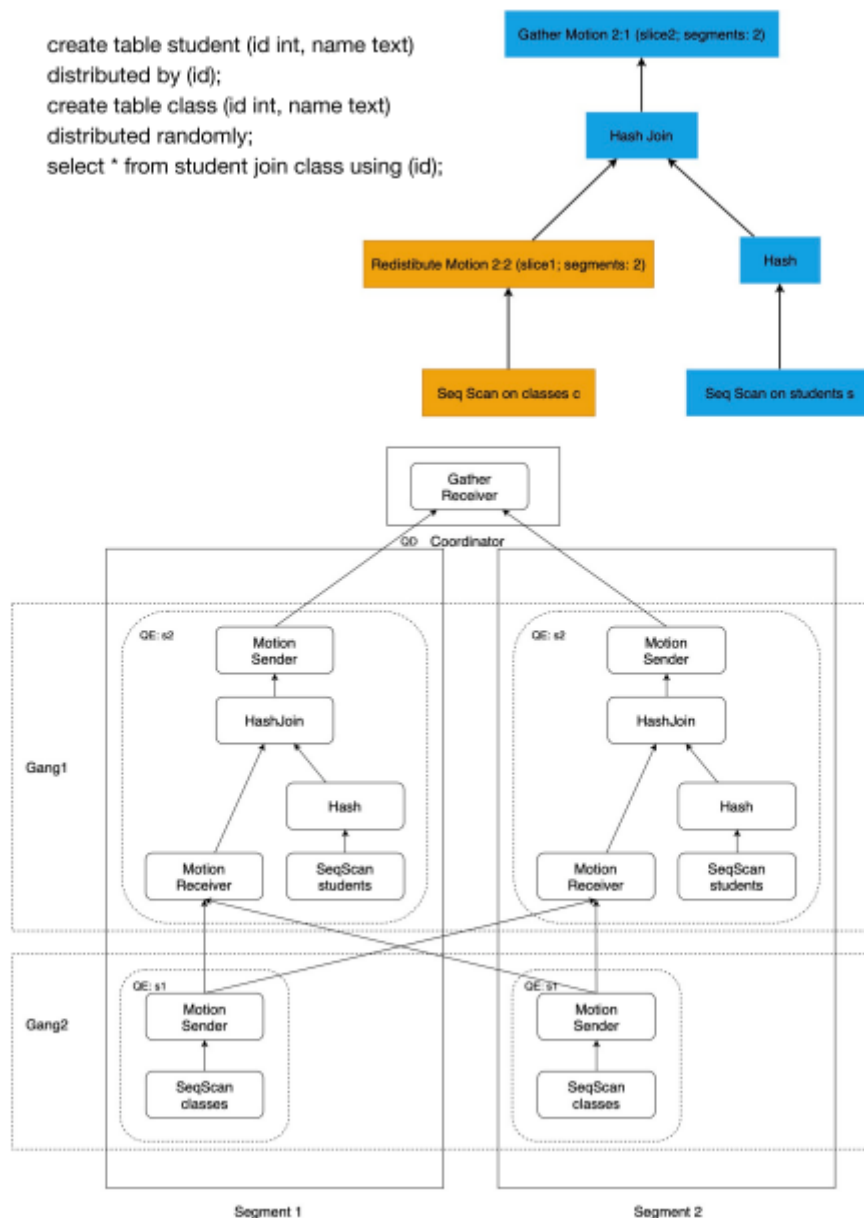 create table student (id int, name text)
distributed by (id);
create table class (id int, name text)
distributed randomly;
select * from student join class using (id);
Gather Motion 2:1 (slice2; segments: 2)
Hash Join
Redistibute Motion 2:2 (slice1; segments: 2)
Hash
Seq Scan on classes c
Seq Scan on students s
Gather
Receiver
QD Coordinator
QE: s2
Motion
Sender
HashJoin
Hash
Motion
Receiver
SeqScan
students
QE: s2
Motion
Sender
HashJoin
Hash
Motion
Receiver
SeqScan
students
Gang1
QE: s1
Motion
Sender
SeqScan
classes
QE: s1
Motion
Sender
SeqScan
classes
Gang2
Segment 1
Segment 2